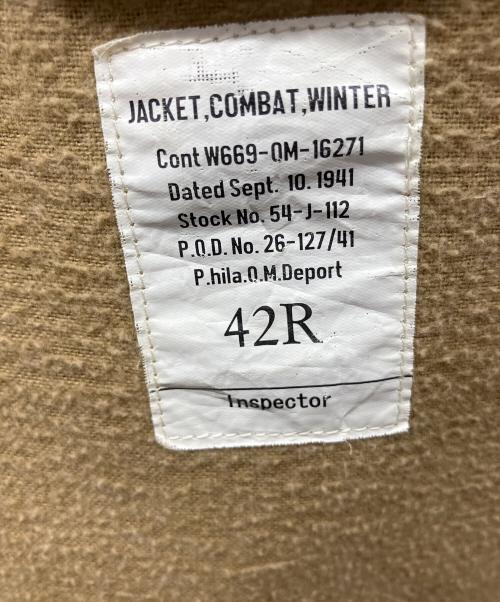 JACKET,COMBAT,WINTER
Cont W669-QM-16271
Dated Sept. 10. 1941
Stock No. 54-J-112
P.O.D. No. 26-127/41
P.hila.Q.M.Deport
42R
Inspector